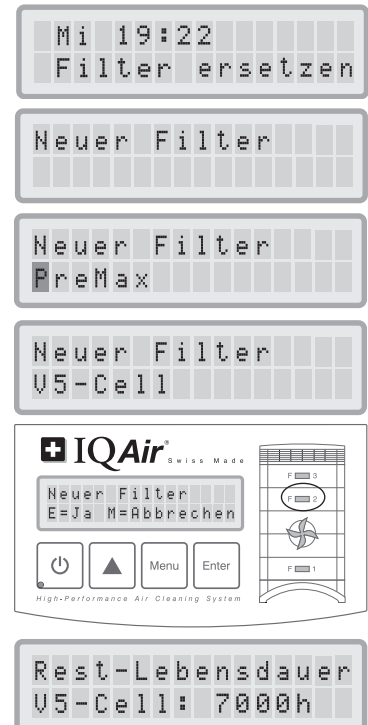 Mi 19:22
Filter ersetzen
Neuer Filter
Neuer Filter
PreMax
Neuer Filter
V5-Cell
IQAir® Swiss Made
Neuer Filter
E=Ja M=Abbrechen
Menu
Enter
High-Performance Air Cleaning System
F 3
F 2
F 1
Rest-Lebensdauer
V5-Cell: 7000h